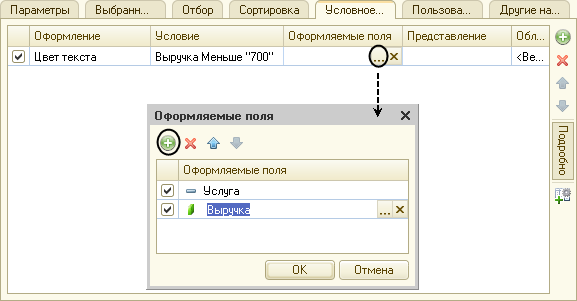 Параметры Выбранн... Отбор Сортировка Условное... Пользова... Другие на...
Оформление Условие Оформляемые поля Представление Обл...
Цвет текста Выручка Меньше "700" ... <Ве...
Подробно
Оформляемые поля
Оформляемые поля
Услуга
Выручка ...
OK Отмена